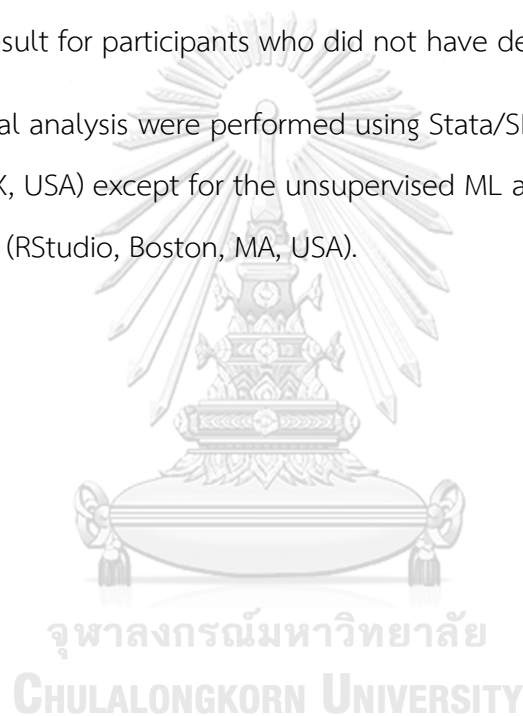 sult for participants who did not have de
al analysis were performed using Stata/S
X, USA) except for the unsupervised ML a
(RStudio, Boston, MA, USA).
จุฬาลงกรณ์มหาวิทยาลัย
CHULALONGKORN UNIVERSITY